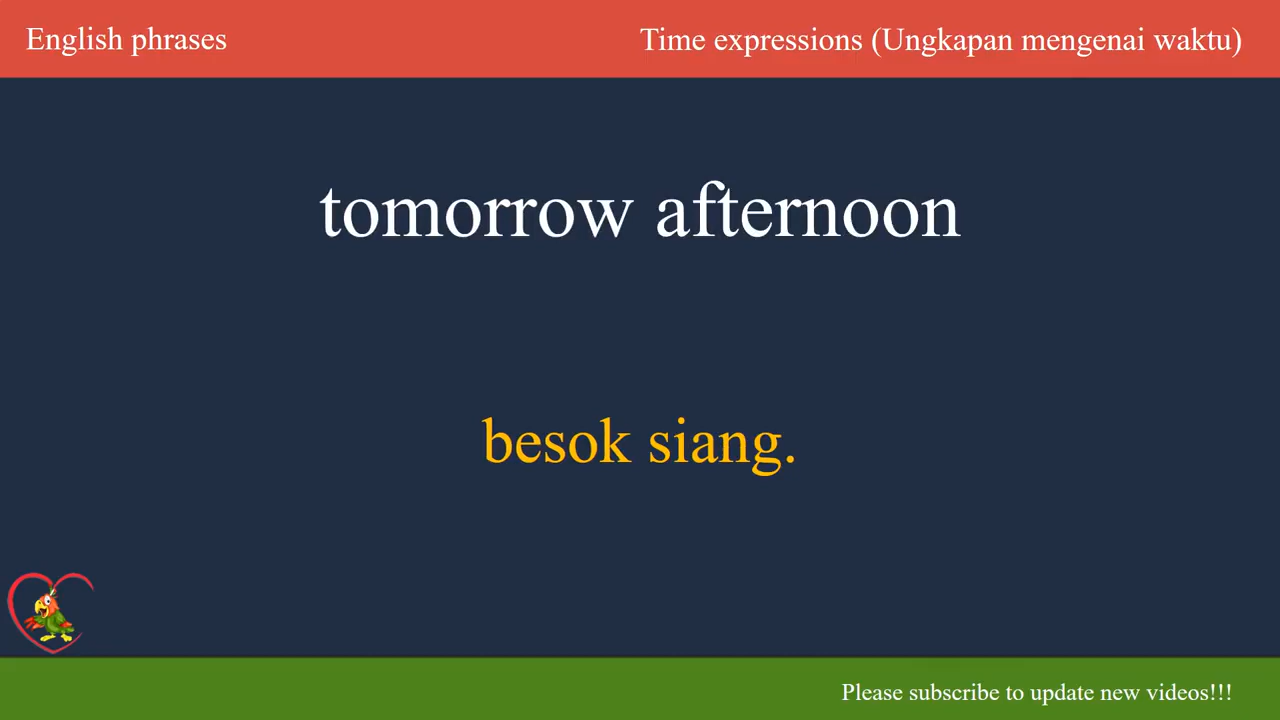 English phrases
Time expressions (Ungkapan mengenai waktu)
tomorrow afternoon
besok siang.
Please subscribe to update new videos!!!